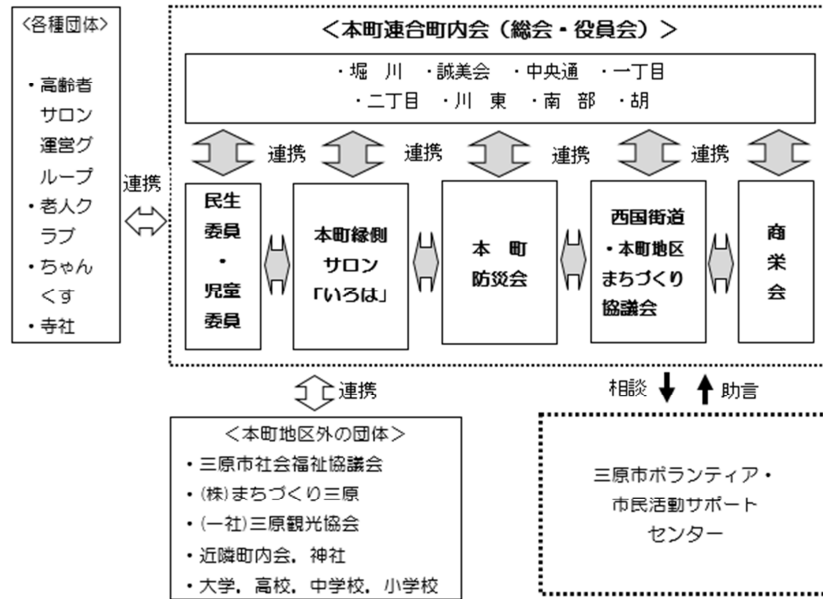 ＜各種団体＞
・高齢者
サロン
運営グ
ループ
・老人ク
ラブ
・ちゃん
くす
・寺社
連携
＜本町連合町内会（総会・役員会）＞
・堀　川　・誠美会　・中央通　・一丁目
・二丁目　・川　東　・南　部　・胡
連携
連携
連携
連携
民生
委員
・
児童
委員
本町縁側
サロン
「いろは」
本　町
防災会
西国街道
・本町地区
まちづくり
協議会
商
栄
会
連携
＜本町地区外の団体＞
・三原市社会福祉協議会
・(株)まちづくり三原
・(一社)三原観光協会
・近隣町内会，神社
・大学，高校，中学校，小学校
相談
助言
三原市ボランティア・
市民活動サポート
センター